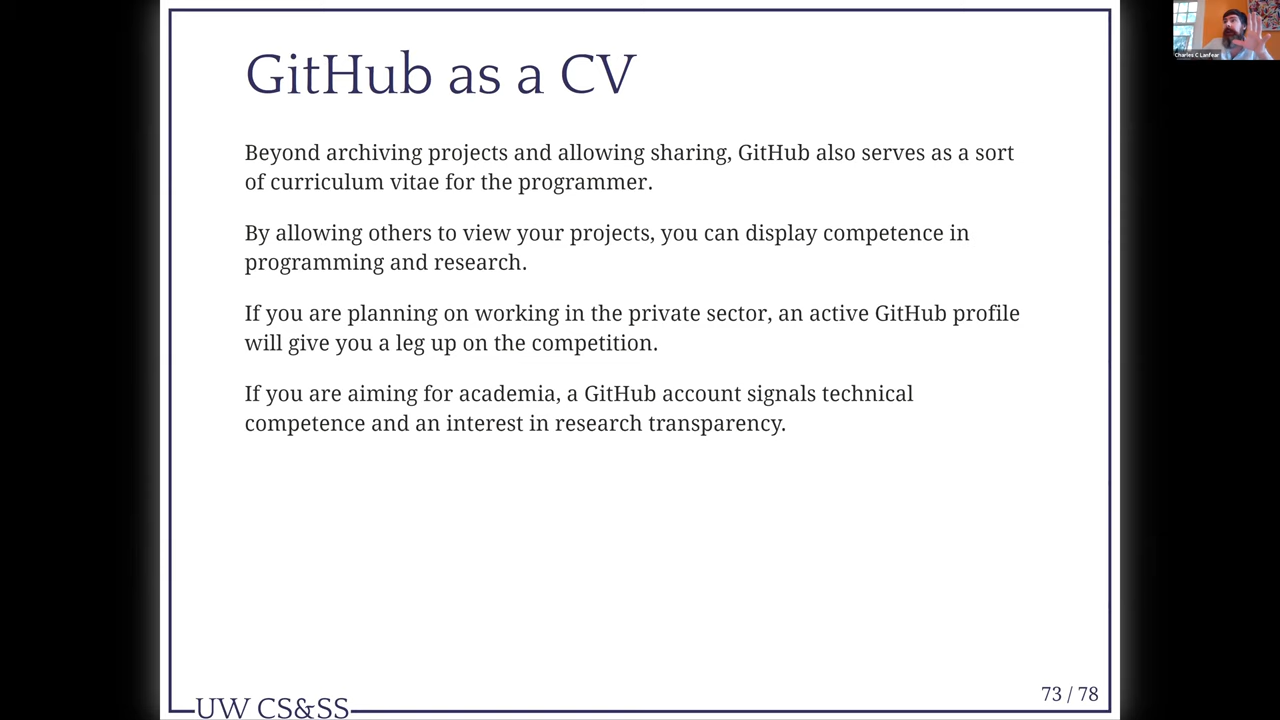 GitHub as a CV
Charles C Lanfear
Beyond archiving projects and allowing sharing, GitHub also serves as a sort
of curriculum vitae for the programmer.
By allowing others to view your projects, you can display competence in
programming and research.
If you are planning on working in the private sector, an active GitHub profile
will give you a leg up on the competition.
If you are aiming for academia, a GitHub account signals technical
competence and an interest in research transparency.
73 / 78
UW CS&SS